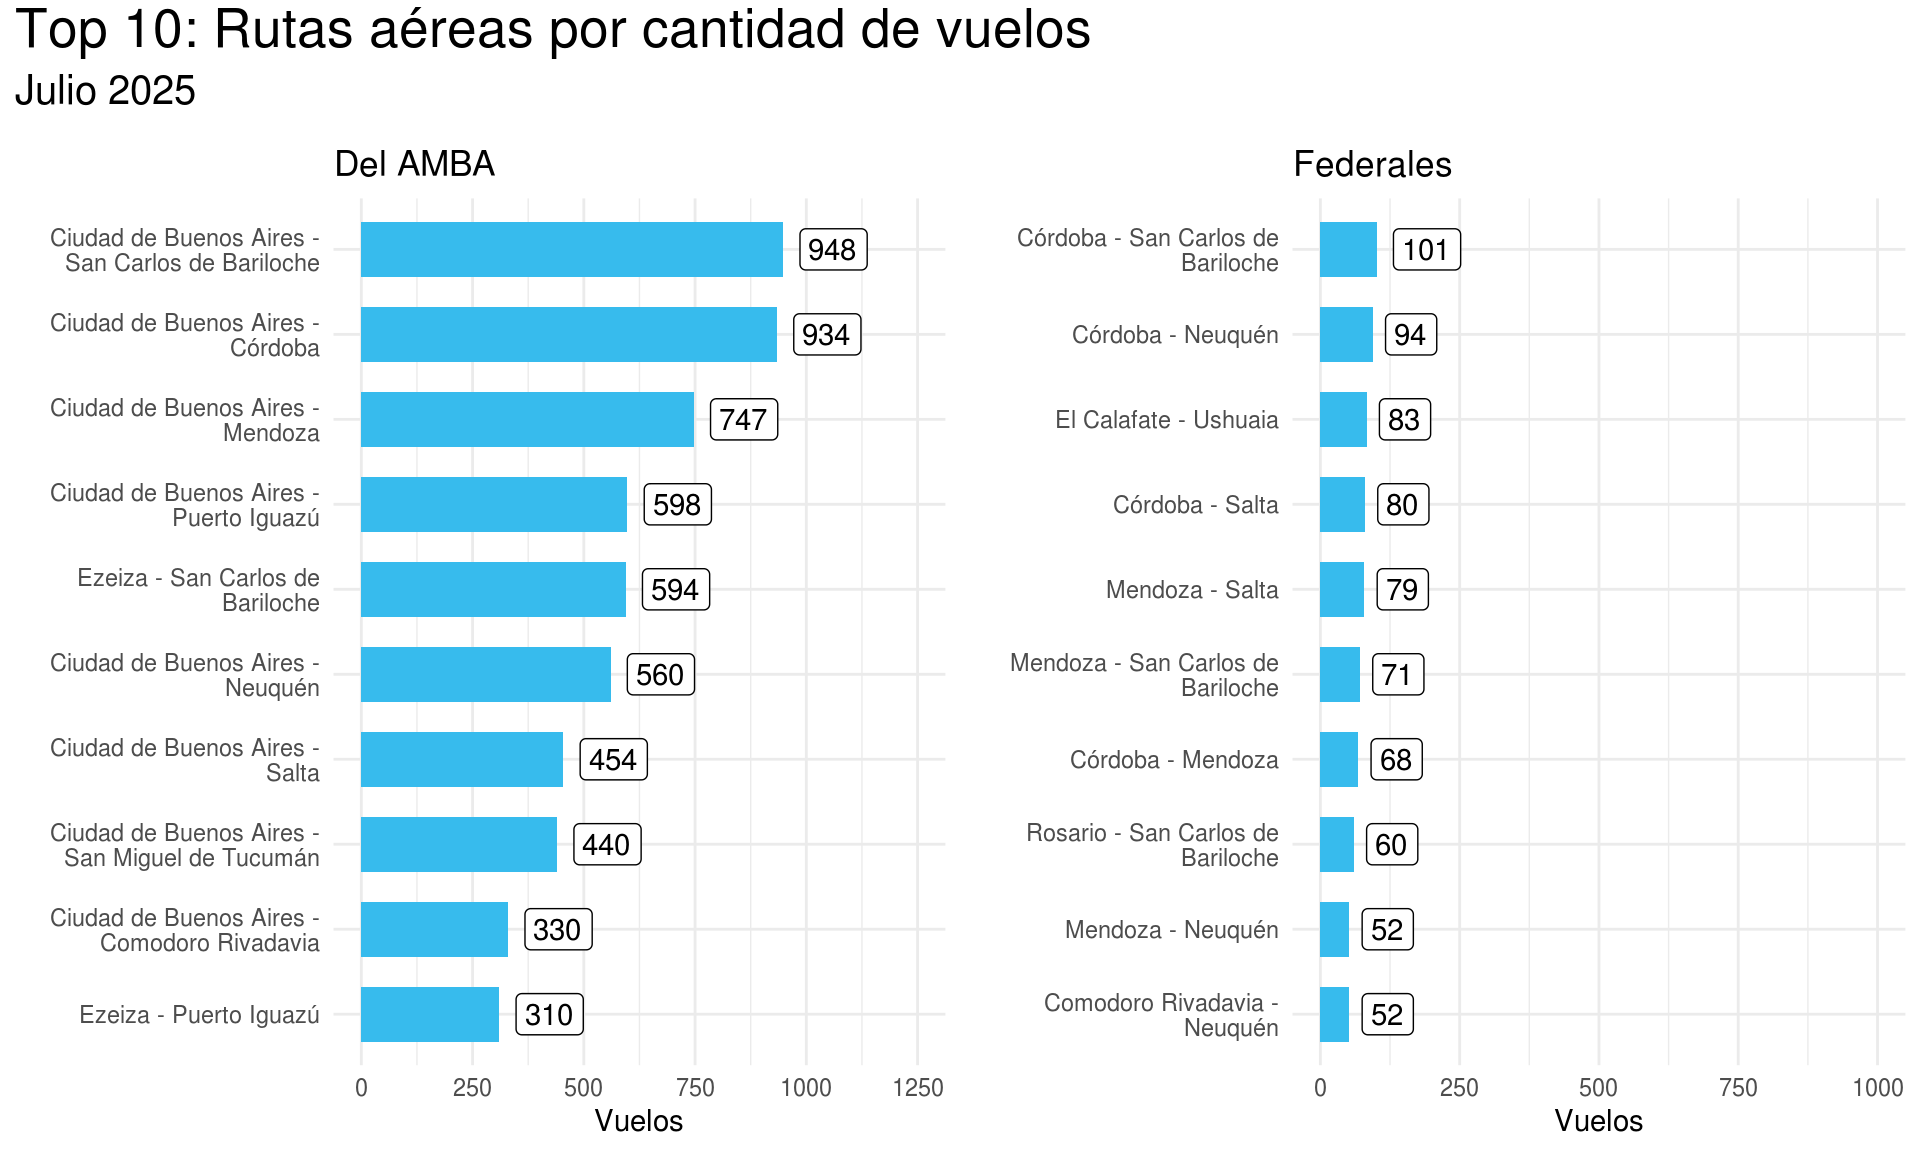 Top 10: Rutas aéreas por cantidad de vuelos
Julio 2025
Del AMBA
Ciudad de Buenos Aires -
San Carlos de Bariloche
948
Ciudad de Buenos Aires -
Córdoba
934
Ciudad de Buenos Aires -
Mendoza
747
Ciudad de Buenos Aires -
Puerto Iguazú
598
Ezeiza - San Carlos de
Bariloche
594
Ciudad de Buenos Aires -
Neuquén
560
Ciudad de Buenos Aires -
Salta
454
Ciudad de Buenos Aires -
San Miguel de Tucumán
440
Ciudad de Buenos Aires -
Comodoro Rivadavia
330
Ezeiza - Puerto Iguazú
310
0 250 500 750 1000 1250
Vuelos
Federales
Córdoba - San Carlos de
Bariloche
101
Córdoba - Neuquén
94
El Calafate - Ushuaia
83
Córdoba - Salta
80
Mendoza - Salta
79
Mendoza - San Carlos de
Bariloche
71
Córdoba - Mendoza
68
Rosario - San Carlos de
Bariloche
60
Mendoza - Neuquén
52
Comodoro Rivadavia -
Neuquén
52
0 250 500 750 1000
Vuelos